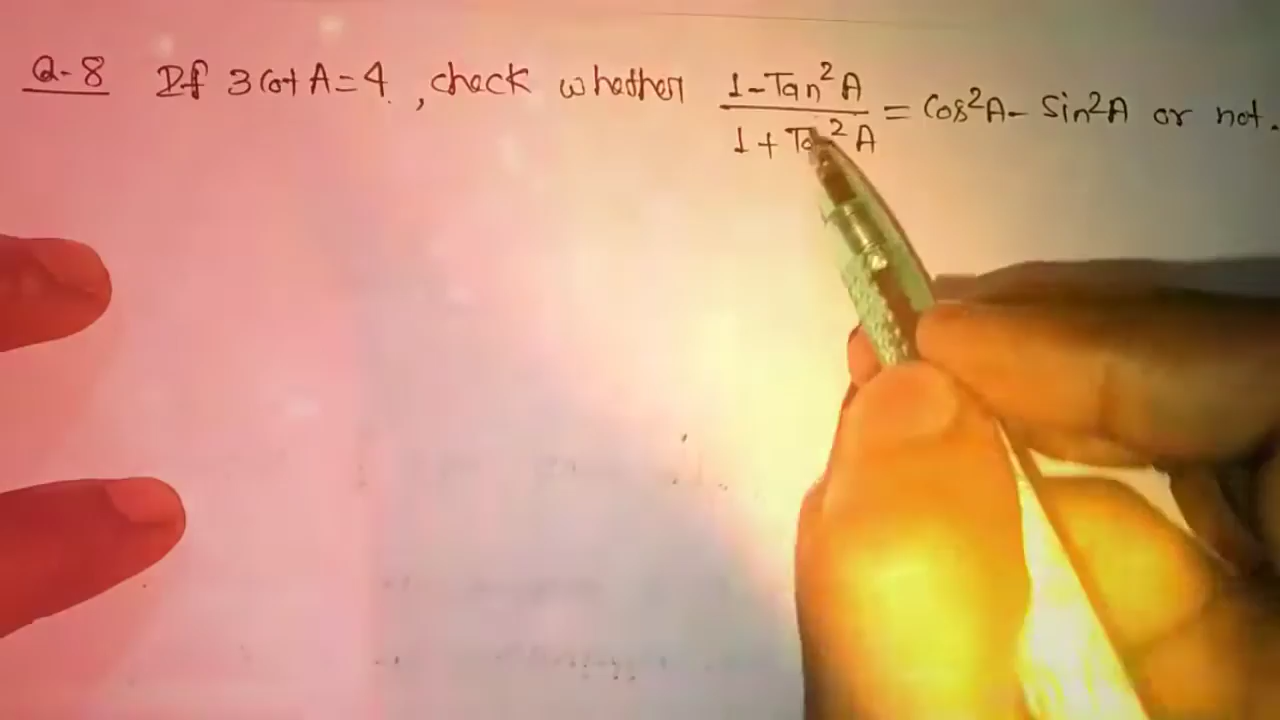 Q-8 If 3 Cot A = 4, check whether (1 - Tan²A)/(1 + Tan²A) = Cos²A - Sin²A or not.